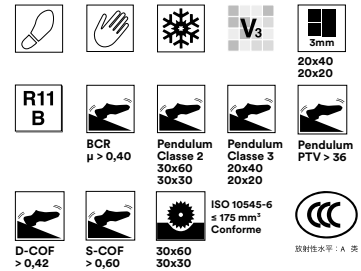 V3
3mm
20x40
20x20
R11
B
BCR
μ > 0,40
Pendulum
Classe 2
30x60
30x30
Pendulum
Classe 3
20x40
20x20
Pendulum
PTV > 36
D-COF
> 0,42
S-COF
> 0,60
30x60
30x30
ISO 10545-6
≤ 175 mm³
Conforme
CCC
放射性水平：A 类